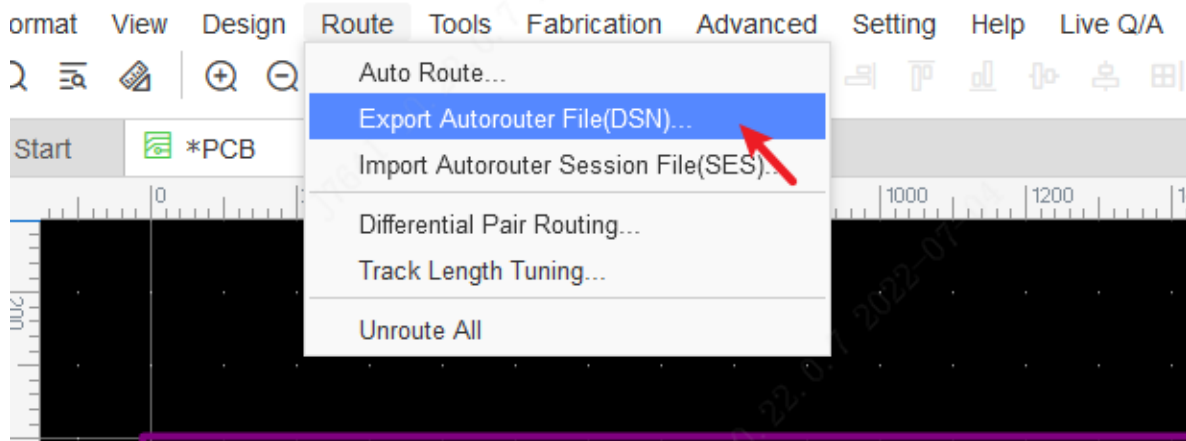 ormat View Design Route Tools Fabrication Advanced Setting Help Live Q/A
Auto Route...
Export Autorouter File(DSN)...
Start *PCB
Import Autorouter Session File(SES)...
0 1000 1200
Differential Pair Routing...
Track Length Tuning...
200
Unroute All